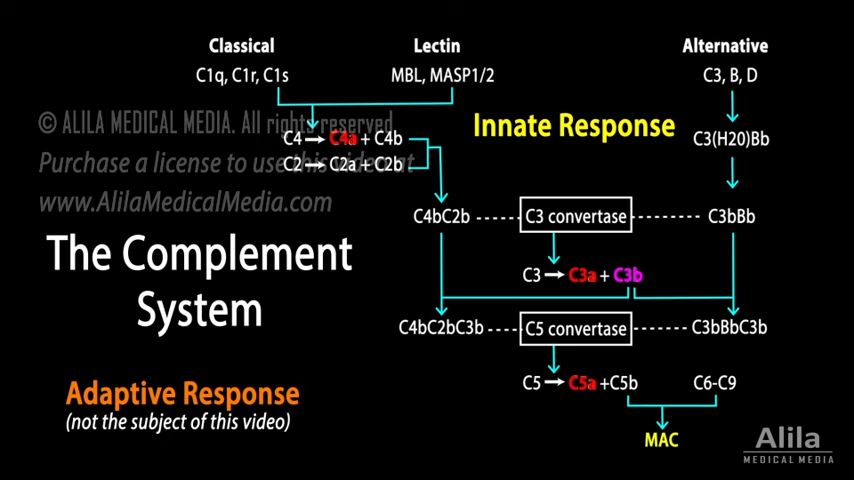 Classical Lectin Alternative
C1q, C1r, C1s MBL, MASP1/2 C3, B, D
© ALILA MEDICAL MEDIA. All rights reserved
Innate Response
C4 → C4a + C4b
C3(H20)Bb
Purchase a license to use this video at
C2 → C2a + C2b
www.AlilaMedicalMedia.com
C4bC2b C3 convertase C3bBb
The Complement
System
C3 → C3a + C3b
C4bC2bC3b C5 convertase C3bBbC3b
C5 → C5a +C5b C6-C9
Adaptive Response
(not the subject of this video)
MAC
Alila
MEDICAL MEDIA